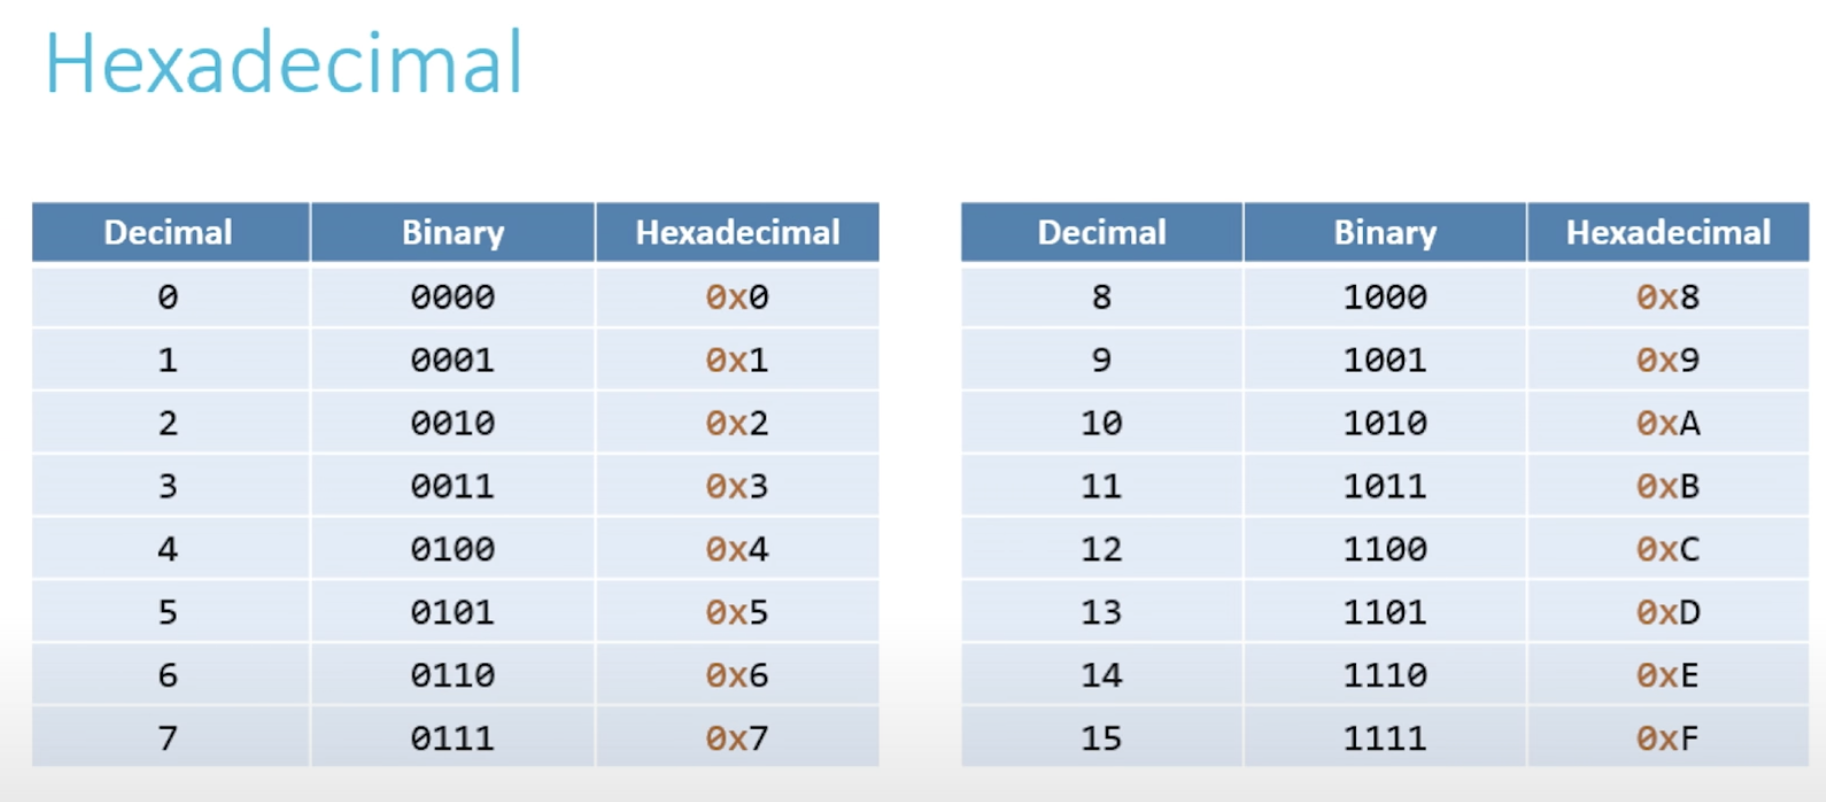 Hexadecimal
Decimal Binary Hexadecimal
0 0000 0x0
1 0001 0x1
2 0010 0x2
3 0011 0x3
4 0100 0x4
5 0101 0x5
6 0110 0x6
7 0111 0x7
Decimal Binary Hexadecimal
8 1000 0x8
9 1001 0x9
10 1010 0xA
11 1011 0xB
12 1100 0xC
13 1101 0xD
14 1110 0xE
15 1111 0xF